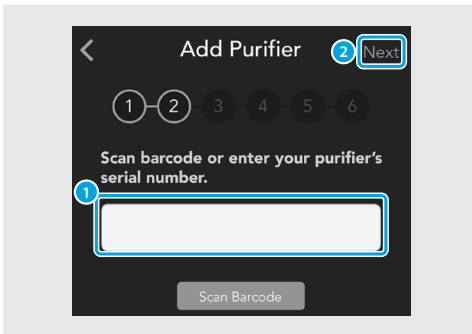 Add Purifier
2 Next
1 2 3 4 5 6
Scan barcode or enter your purifier's
serial number.
1
Scan Barcode